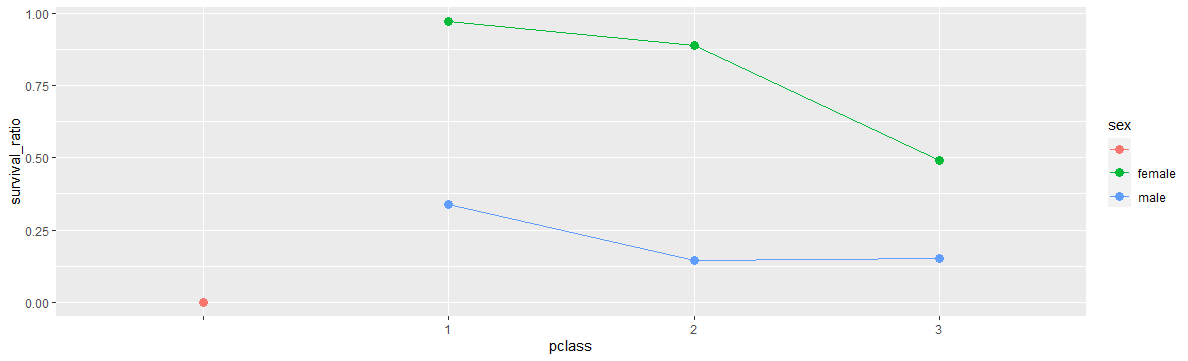 1.00
0.75
0.50
0.25
0.00
survival_ratio
1 2 3
pclass
sex
female
male